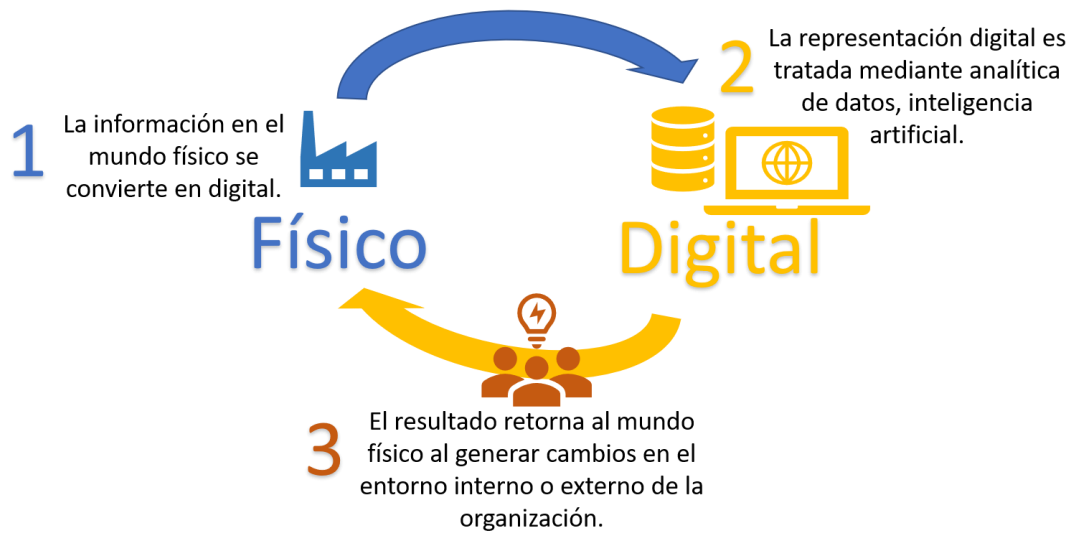 1
La información en el
mundo físico se
convierte en digital.
Físico
2
La representación digital es
tratada mediante analítica
de datos, inteligencia
artificial.
Digital
3
El resultado retorna al mundo
físico al generar cambios en el
entorno interno o externo de la
organización.